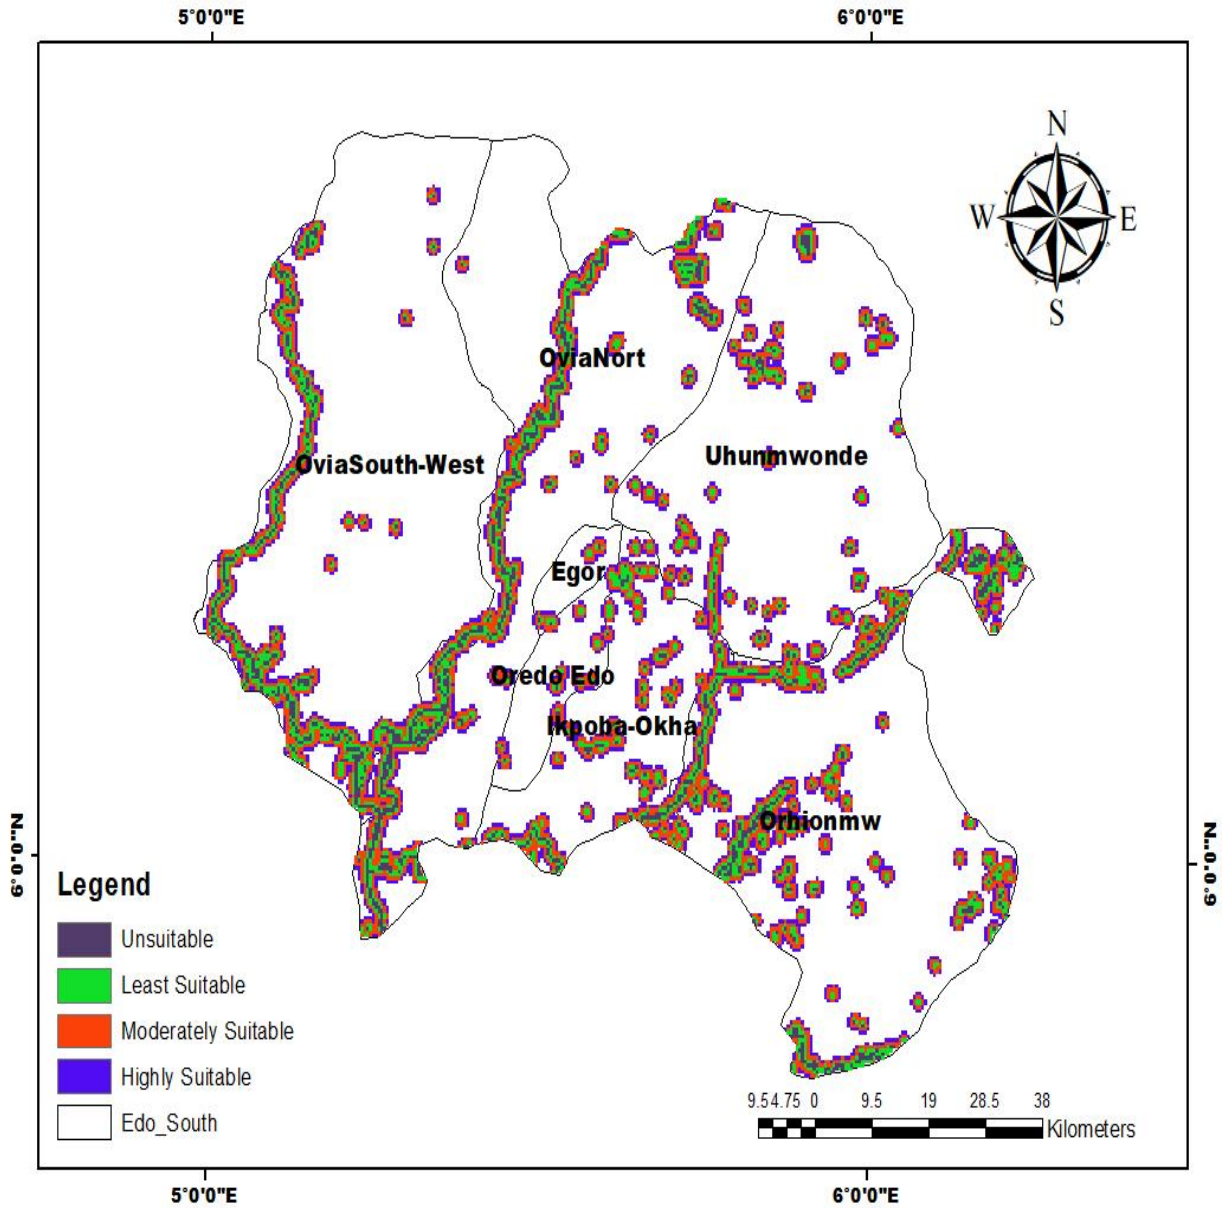 5°0'0"E 6°0'0"E
N
W E
S
OviaNort
OviaSouth-West
Uhunmwonde
Egor
Oredo Edo
Ikpoba-Okha
Orhionmw
6°0'0"N 6°0'0"N
Legend
Unsuitable
Least Suitable
Moderately Suitable
Highly Suitable
Edo_South
9.5 4.75 0 9.5 19 28.5 38
Kilometers
5°0'0"E 6°0'0"E